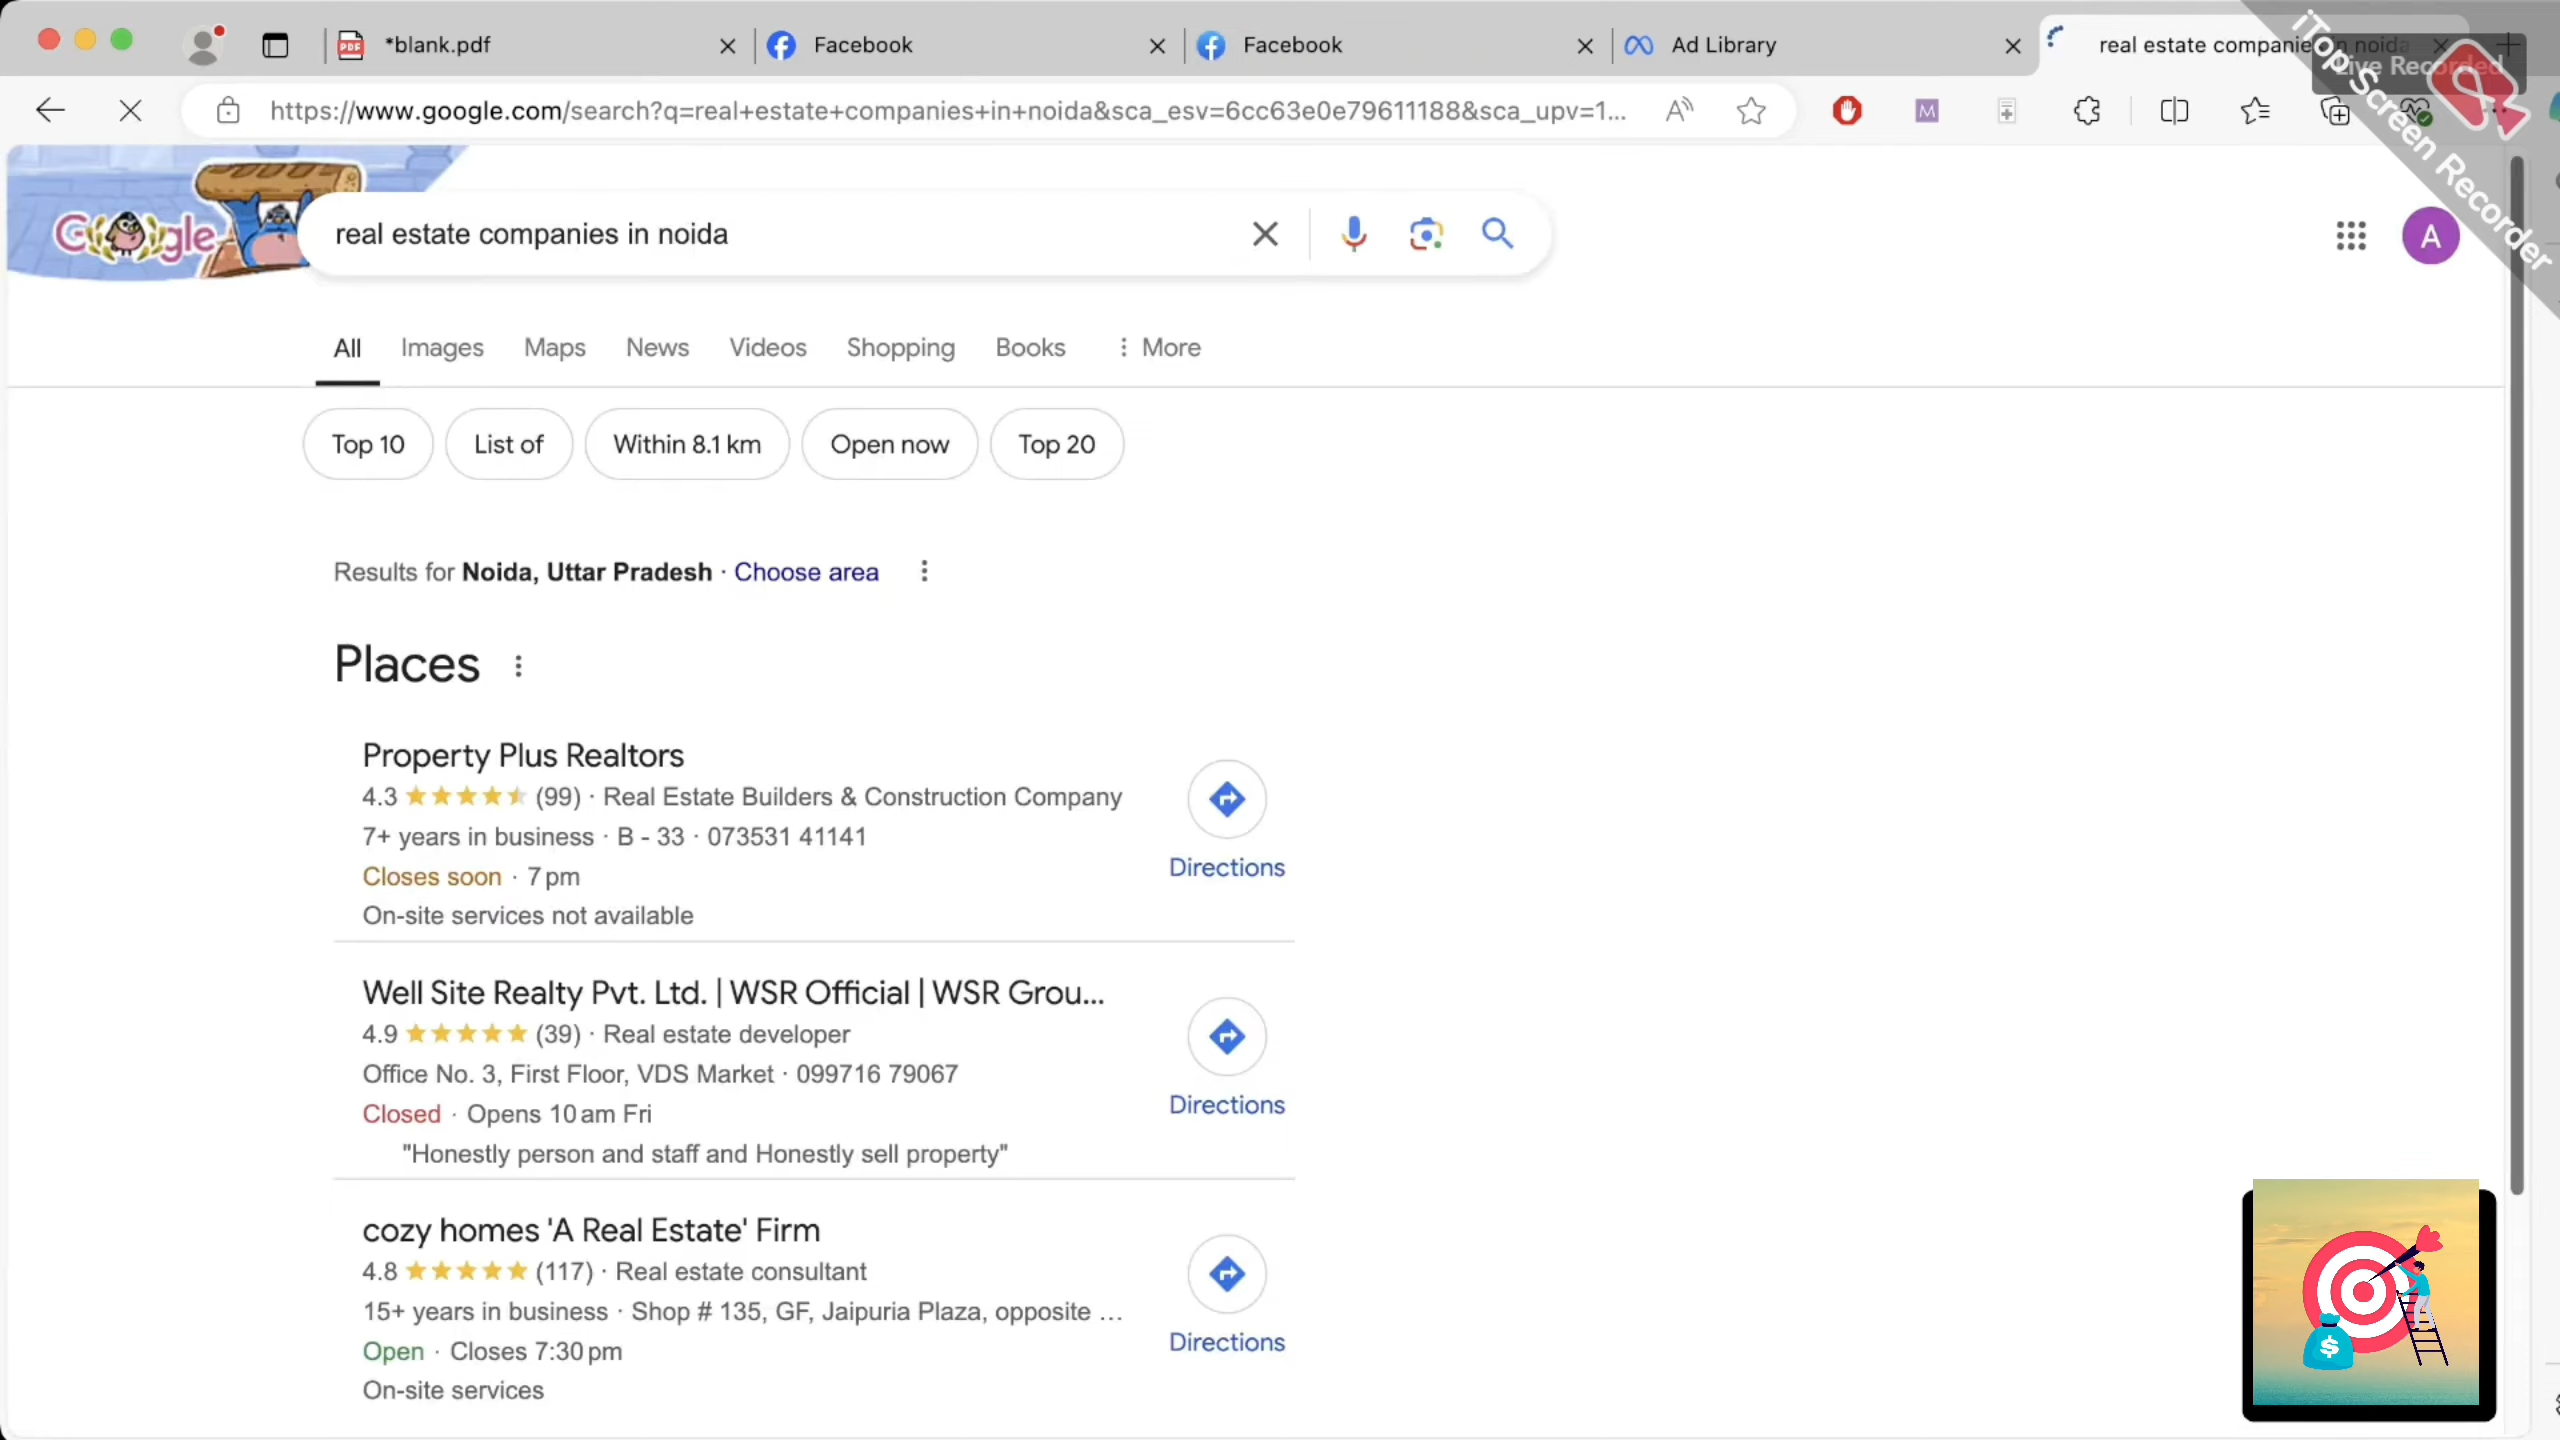 *blank.pdf
Facebook
Facebook
Ad Library
real estate companies in noida
Live Recorded
iTop Screen Recorder
https://www.google.com/search?q=real+estate+companies+in+noida&sca_esv=6cc63e0e79611188&sca_upv=1...
Google
real estate companies in noida
A
All
Images
Maps
News
Videos
Shopping
Books
More
Top 10
List of
Within 8.1 km
Open now
Top 20
Results for Noida, Uttar Pradesh · Choose area
Places
Property Plus Realtors
4.3 (99) · Real Estate Builders & Construction Company
7+ years in business · B - 33 · 073531 41141
Closes soon · 7 pm
On-site services not available
Directions
Well Site Realty Pvt. Ltd. | WSR Official | WSR Grou...
4.9 (39) · Real estate developer
Office No. 3, First Floor, VDS Market · 099716 79067
Closed · Opens 10 am Fri
"Honestly person and staff and Honestly sell property"
Directions
cozy homes 'A Real Estate' Firm
4.8 (117) · Real estate consultant
15+ years in business · Shop # 135, GF, Jaipuria Plaza, opposite ...
Open · Closes 7:30 pm
On-site services
Directions